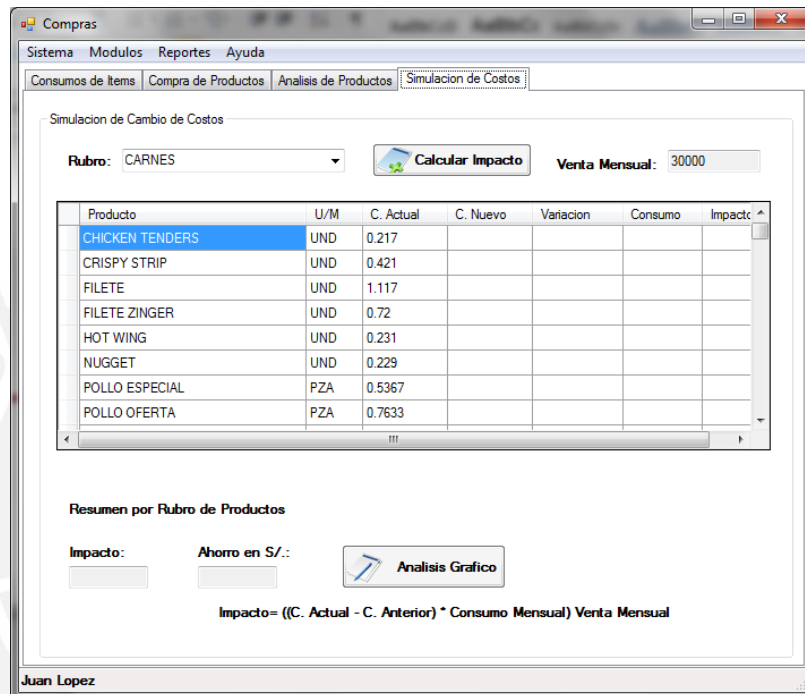 Compras
Sistema Modulos Reportes Ayuda
Consumos de Items Compra de Productos Analisis de Productos Simulacion de Costos
Simulacion de Cambio de Costos
Rubro: CARNES Calcular Impacto Venta Mensual: 30000
Producto U/M C. Actual C. Nuevo Variacion Consumo Impacto
CHICKEN TENDERS UND 0.217
CRISPY STRIP UND 0.421
FILETE UND 1.117
FILETE ZINGER UND 0.72
HOT WING UND 0.231
NUGGET UND 0.229
POLLO ESPECIAL PZA 0.5367
POLLO OFERTA PZA 0.7633
Resumen por Rubro de Productos
Impacto: Ahorro en S/.:
Analisis Grafico
Impacto= ((C. Actual - C. Anterior) * Consumo Mensual) Venta Mensual
Juan Lopez